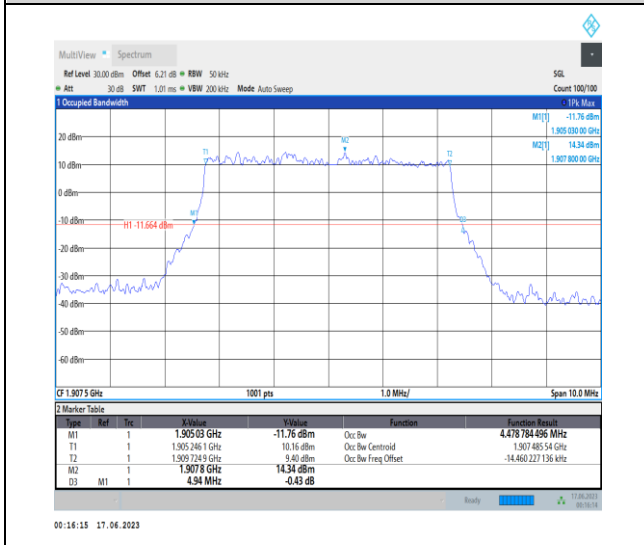 MultiView Spectrum
Ref Level 30.00 dBm Offset 6.21 dB RBW 50 kHz SGL
Att 30 dB SWT 1.01 ms VBW 200 kHz Mode Auto Sweep Count 100/100
1 Occupied Bandwidth 1Pk Max
M1[1] -11.76 dBm
1.905 030 00 GHz
M2[1] 14.34 dBm
1.907 800 00 GHz
20 dBm
M2
T1
T2
10 dBm
0 dBm
-10 dBm
M1
H1 -11.664 dBm
-20 dBm
-30 dBm
-40 dBm
-50 dBm
-60 dBm
CF 1.907 5 GHz 1001 pts 1.0 MHz/ Span 10.0 MHz
2 Marker Table
Type Ref Trc X-Value Y-Value Function Function Result
M1 1 1.905 03 GHz -11.76 dBm Occ Bw 4.478 784 496 MHz
T1 1 1.905 246 1 GHz 10.16 dBm Occ Bw Centroid 1.907 485 54 GHz
T2 1 1.909 724 9 GHz 9.40 dBm Occ Bw Freq Offset -14.460 227 136 kHz
M2 1 1.907 8 GHz 14.34 dBm
D3 M1 1 4.94 MHz -0.43 dB
Ready 17.06.2023
00:16:14
00:16:15 17.06.2023